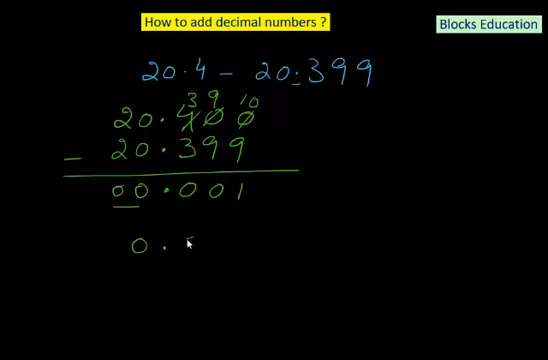 How to add decimal numbers ?
Blocks Education
20.4 - 20.399
3 9 10
20.400
- 20.399
00.001
0.